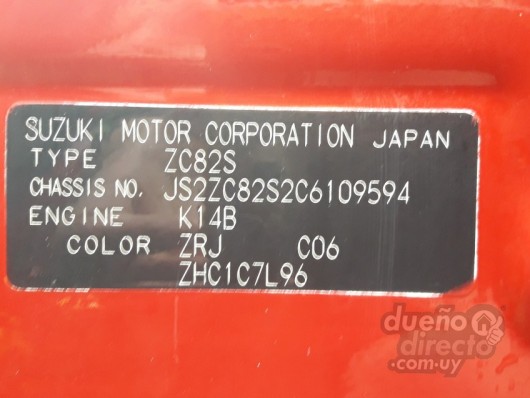 SUZUKI MOTOR CORPORATION JAPAN
TYPE ZC82S
CHASSIS NO. JS2ZC82S2C6109594
ENGINE K14B
COLOR ZRJ C06
ZHC1C7L96
dueño
directo
.com.uy